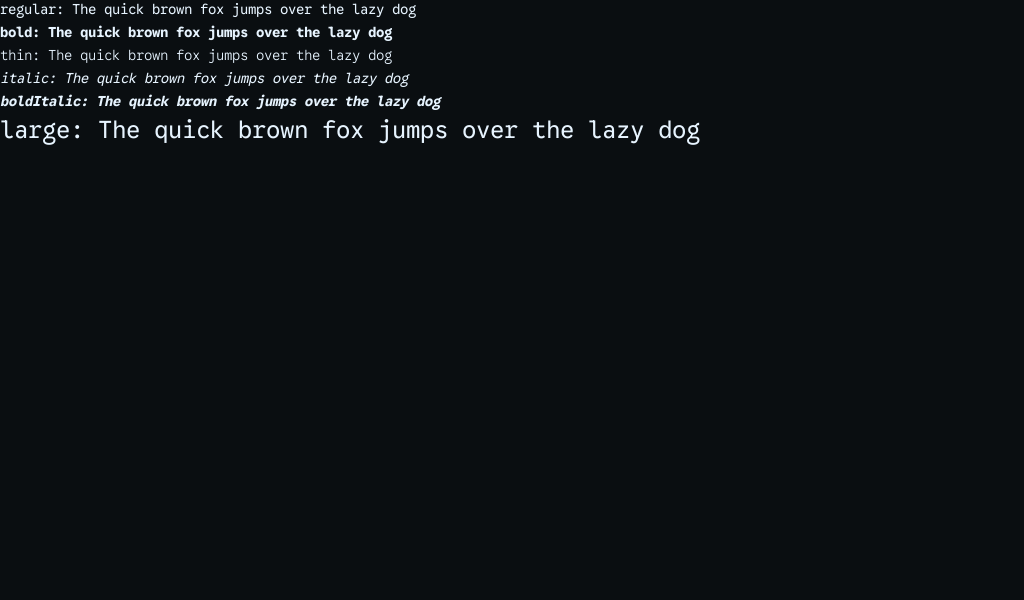 regular: The quick brown fox jumps over the lazy dog
bold: The quick brown fox jumps over the lazy dog
thin: The quick brown fox jumps over the lazy dog
italic: The quick brown fox jumps over the lazy dog
boldItalic: The quick brown fox jumps over the lazy dog
large: The quick brown fox jumps over the lazy dog